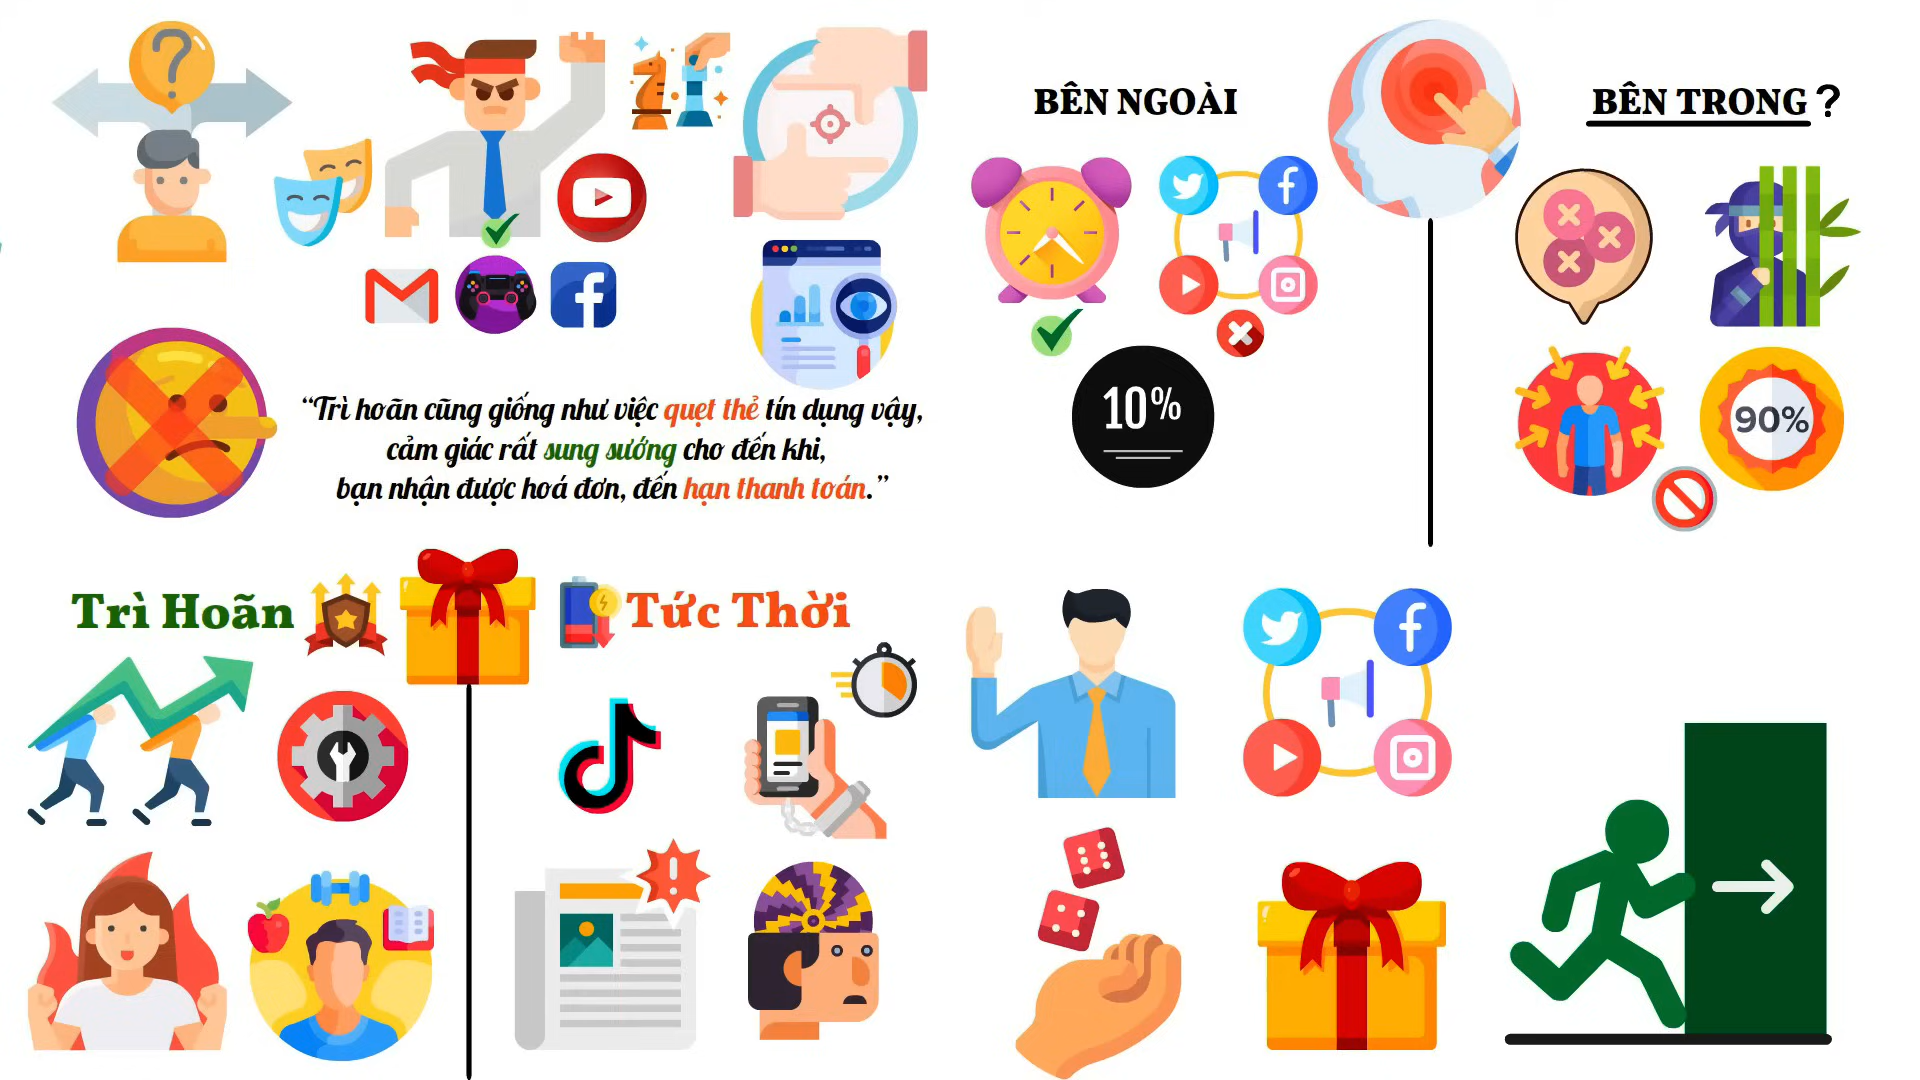 ?
“Trì hoãn cũng giống như việc quẹt thẻ tín dụng vậy,
cảm giác rất sung sướng cho đến khi,
bạn nhận được hoá đơn, đến hạn thanh toán.”
BÊN NGOÀI
BÊN TRONG ?
10%
90%
Trì Hoãn
Tức Thời